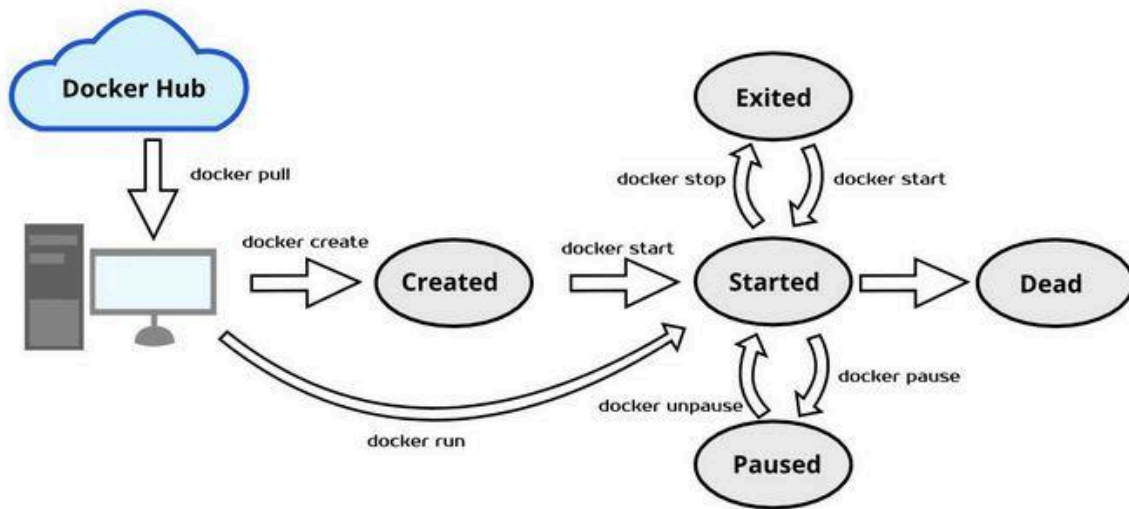 Docker Hub
docker pull
Exited
docker stop
docker start
docker create
Created
docker start
Started
Dead
docker run
docker unpause
docker pause
Paused